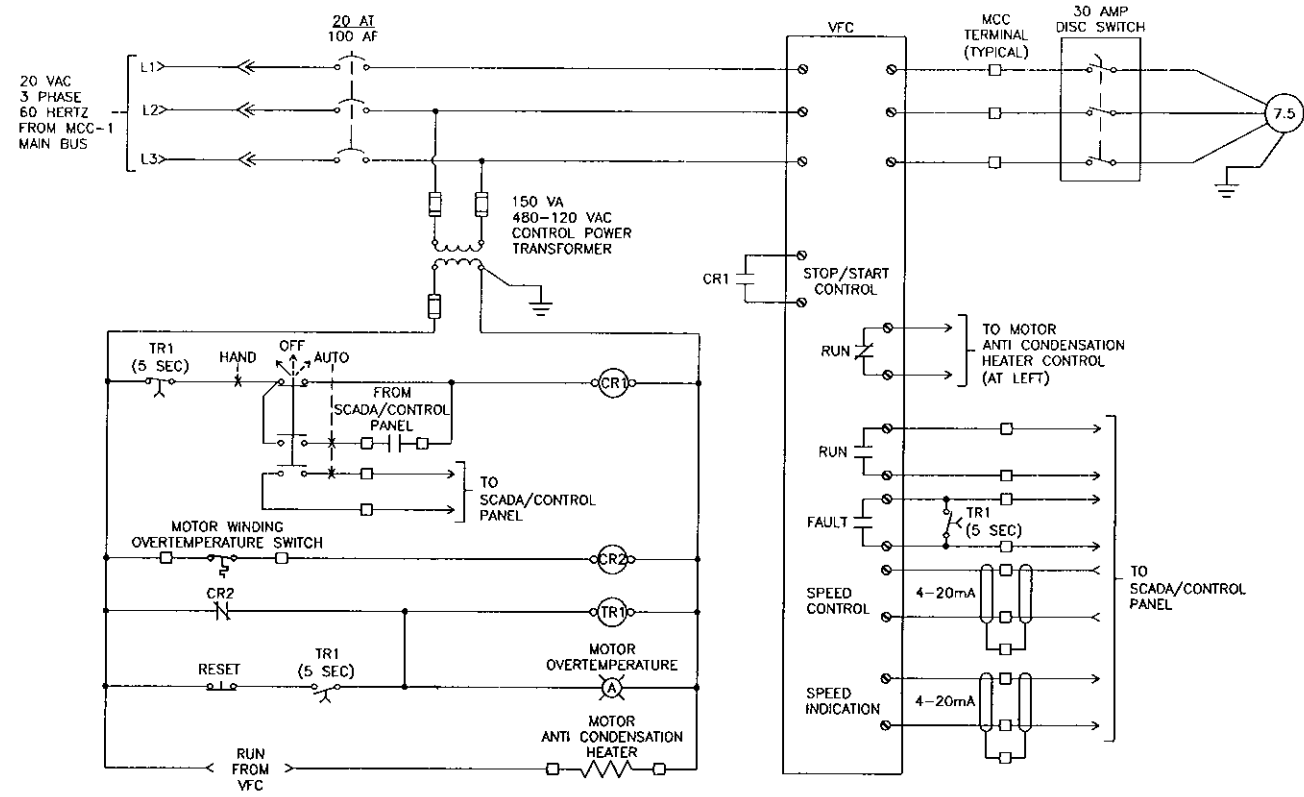 20 AT
100 AF
VFC
MCC
TERMINAL
(TYPICAL)
30 AMP
DISC SWITCH
20 VAC
3 PHASE
60 HERTZ
FROM MCC-1
MAIN BUS
L1
L2
L3
7.5
150 VA
480-120 VAC
CONTROL POWER
TRANSFORMER
CR1
STOP/START
CONTROL
TR1
(5 SEC)
HAND
OFF
AUTO
CR1
FROM
SCADA/CONTROL
PANEL
TO
SCADA/CONTROL
PANEL
RUN
TO MOTOR
ANTI CONDENSATION
HEATER CONTROL
(AT LEFT)
RUN
FAULT
TR1
(5 SEC)
MOTOR WINDING
OVERTEMPERATURE SWITCH
CR2
CR2
TR1
SPEED
CONTROL
4-20mA
TO
SCADA/CONTROL
PANEL
RESET
TR1
(5 SEC)
MOTOR
OVERTEMPERATURE
A
SPEED
INDICATION
4-20mA
MOTOR
ANTI CONDENSATION
HEATER
RUN
FROM
VFC